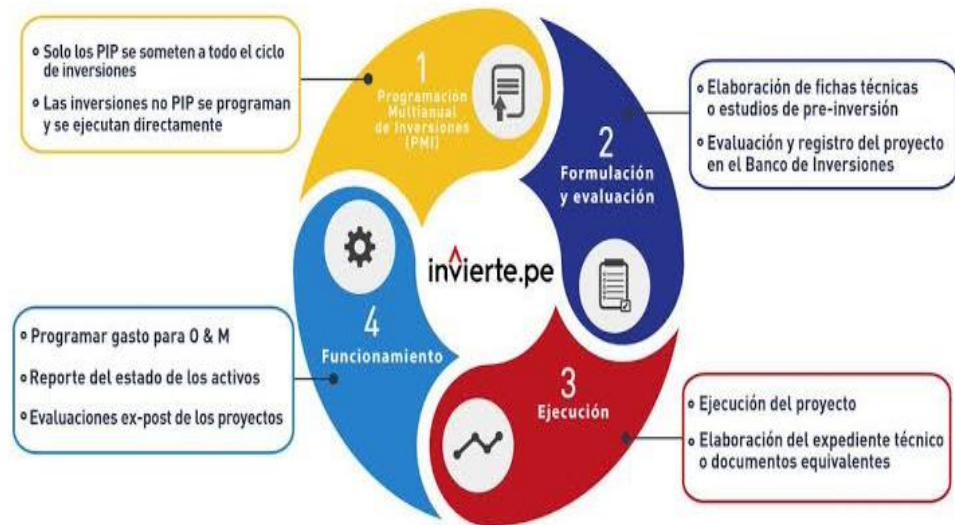 Solo los PIP se someten a todo el ciclo
de inversiones
Las inversiones no PIP se programan
y se ejecutan directamente
1
Programación
Multianual
de Inversiones
(PMI)
2
Formulación
y evaluación
Elaboración de fichas técnicas
o estudios de pre-inversión
Evaluación y registro del proyecto
en el Banco de Inversiones
invierte.pe
3
Ejecución
Ejecución del proyecto
Elaboración del expediente técnico
o documentos equivalentes
4
Funcionamiento
Programar gasto para O & M
Reporte del estado de los activos
Evaluaciones ex-post de los proyectos